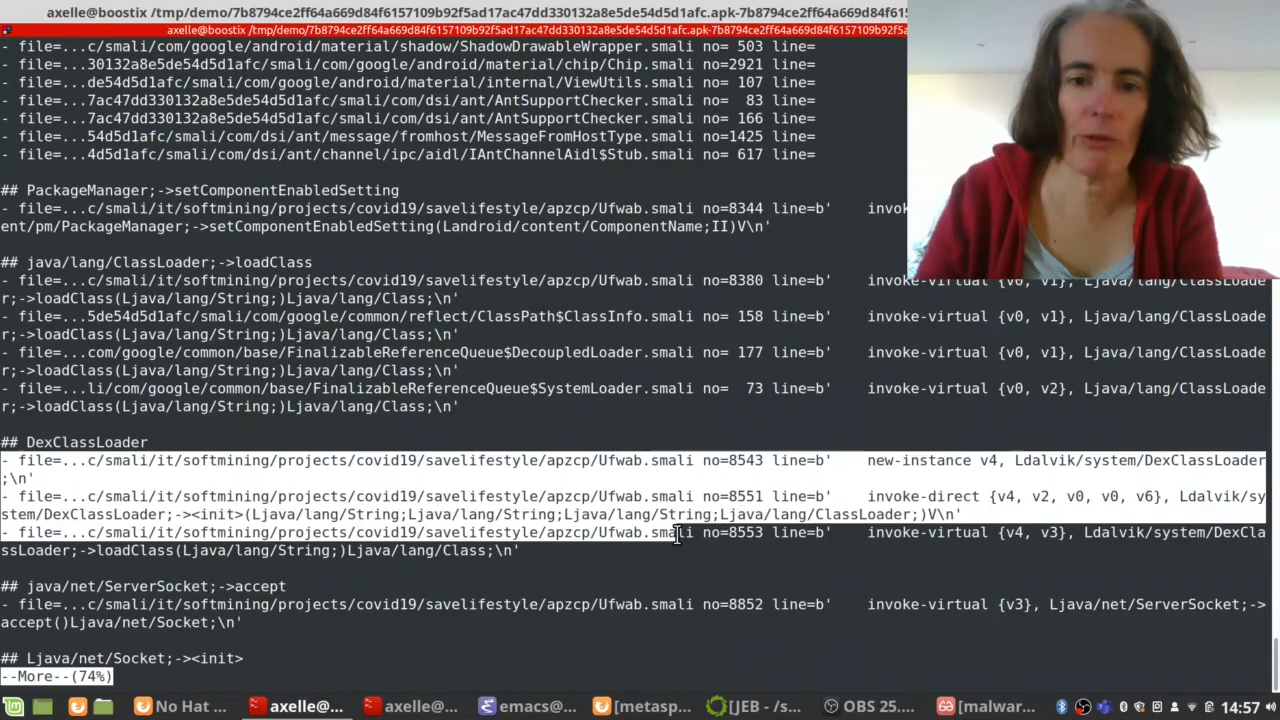 axelle@boostix /tmp/demo/7b8794ce2ff64a669d84f6157109b92f5ad17ac47dd330132a8e5de54d5d1afc.apk-7b8794ce2ff64a669d84f61
axelle@boostix /tmp/demo/7b8794ce2ff64a669d84f6157109b92f5ad17ac47dd330132a8e5de54d5d1afc.apk-7b8794ce2ff64a669d84f6157109b92f5
- file=...c/smali/com/google/android/material/shadow/ShadowDrawableWrapper.smali no= 503 line=
- file=...30132a8e5de54d5d1afc/smali/com/google/android/material/chip/Chip.smali no=2921 line=
- file=...de54d5d1afc/smali/com/google/android/material/internal/ViewUtils.smali no= 107 line=
- file=...7ac47dd330132a8e5de54d5d1afc/smali/com/dsi/ant/AntSupportChecker.smali no=  83 line=
- file=...7ac47dd330132a8e5de54d5d1afc/smali/com/dsi/ant/AntSupportChecker.smali no= 166 line=
- file=...54d5d1afc/smali/com/dsi/ant/message/fromhost/MessageFromHostType.smali no=1425 line=
- file=...4d5d1afc/smali/com/dsi/ant/channel/ipc/aidl/IAntChannelAidl$Stub.smali no= 617 line=
## PackageManager;->setComponentEnabledSetting
- file=...c/smali/it/softmining/projects/covid19/savelifestyle/apzcp/Ufwab.smali no=8344 line=b'    invok
ent/pm/PackageManager;->setComponentEnabledSetting(Landroid/content/ComponentName;II)V\n'
## java/lang/ClassLoader;->loadClass
- file=...c/smali/it/softmining/projects/covid19/savelifestyle/apzcp/Ufwab.smali no=8380 line=b'    invoke-virtual {v0, v1}, Ljava/lang/ClassLoade
r;->loadClass(Ljava/lang/String;)Ljava/lang/Class;\n'
- file=...5de54d5d1afc/smali/com/google/common/reflect/ClassPath$ClassInfo.smali no= 158 line=b'    invoke-virtual {v0, v1}, Ljava/lang/ClassLoade
r;->loadClass(Ljava/lang/String;)Ljava/lang/Class;\n'
- file=...com/google/common/base/FinalizableReferenceQueue$DecoupledLoader.smali no= 177 line=b'    invoke-virtual {v0, v1}, Ljava/lang/ClassLoade
r;->loadClass(Ljava/lang/String;)Ljava/lang/Class;\n'
- file=...li/com/google/common/base/FinalizableReferenceQueue$SystemLoader.smali no=  73 line=b'    invoke-virtual {v0, v2}, Ljava/lang/ClassLoade
r;->loadClass(Ljava/lang/String;)Ljava/lang/Class;\n'
## DexClassLoader
- file=...c/smali/it/softmining/projects/covid19/savelifestyle/apzcp/Ufwab.smali no=8543 line=b'    new-instance v4, Ldalvik/system/DexClassLoader
;\n'
- file=...c/smali/it/softmining/projects/covid19/savelifestyle/apzcp/Ufwab.smali no=8551 line=b'    invoke-direct {v4, v2, v0, v0, v6}, Ldalvik/sy
stem/DexClassLoader;-><init>(Ljava/lang/String;Ljava/lang/String;Ljava/lang/String;Ljava/lang/ClassLoader;)V\n'
- file=...c/smali/it/softmining/projects/covid19/savelifestyle/apzcp/Ufwab.smali no=8553 line=b'    invoke-virtual {v4, v3}, Ldalvik/system/DexCla
ssLoader;->loadClass(Ljava/lang/String;)Ljava/lang/Class;\n'
## java/net/ServerSocket;->accept
- file=...c/smali/it/softmining/projects/covid19/savelifestyle/apzcp/Ufwab.smali no=8852 line=b'    invoke-virtual {v3}, Ljava/net/ServerSocket;->
accept()Ljava/net/Socket;\n'
## Ljava/net/Socket;-><init>
--More--(74%)
No Hat ... axelle@... axelle@... emacs@... [metasp... [JEB - /s... OBS 25.... [malwar... 14:57